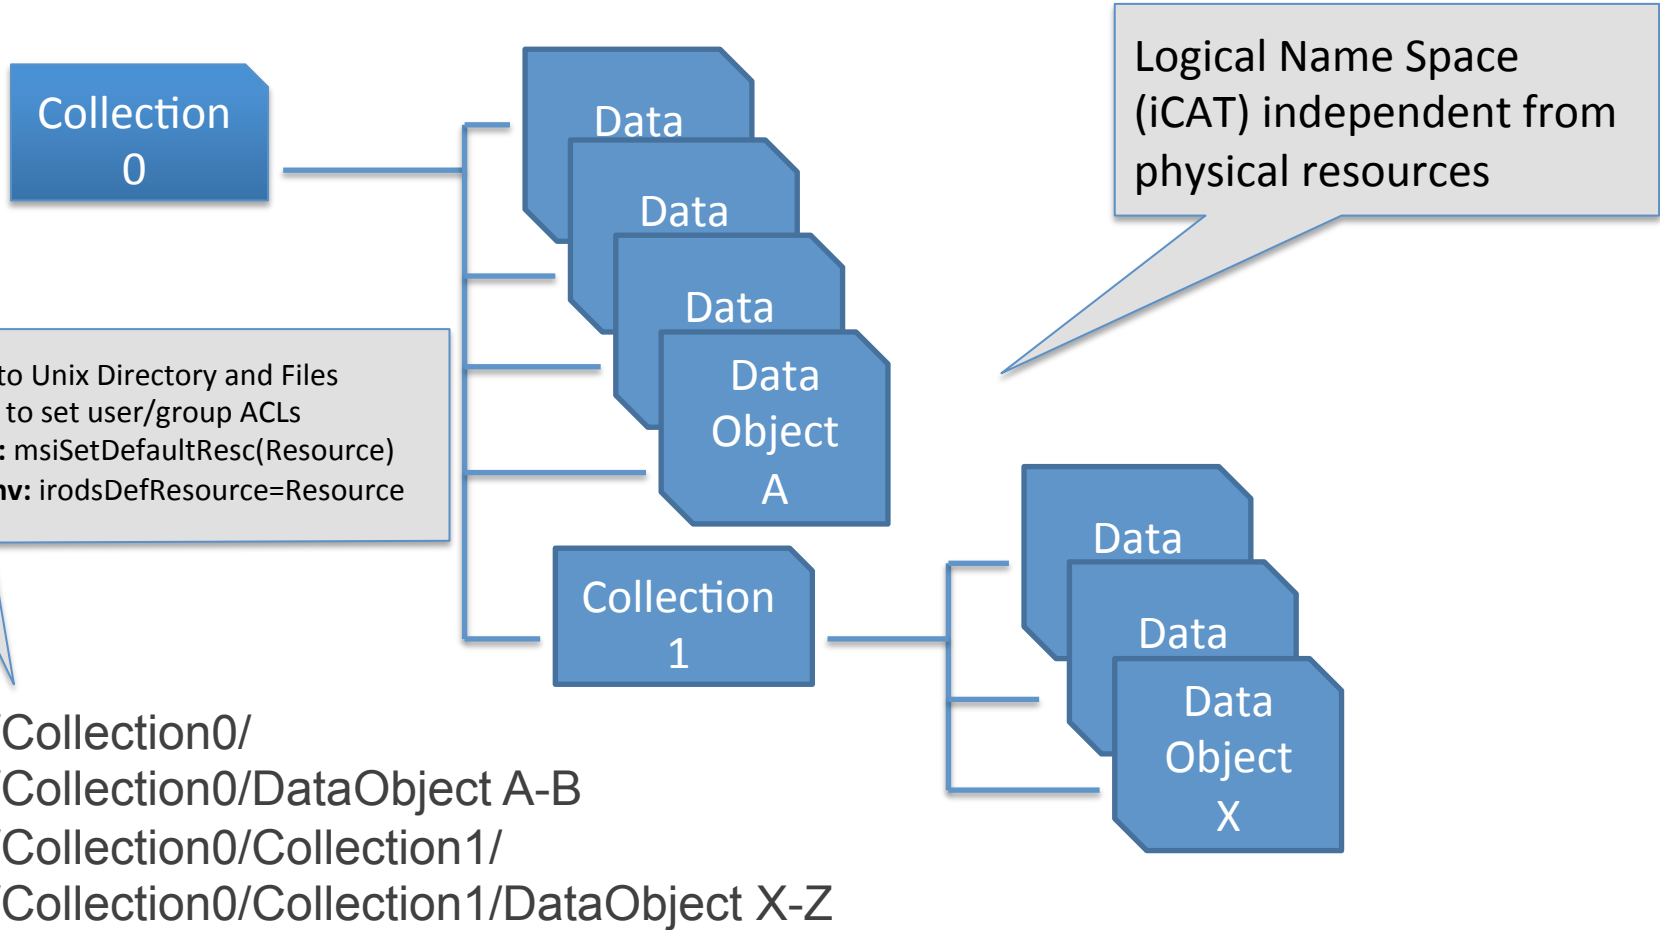 Collection
0
Data
Data
Data
Data
Object
A
Logical Name Space
(iCAT) independent from
physical resources
to Unix Directory and Files
to set user/group ACLs
: msiSetDefaultResc(Resource)
: irodsDefResource=Resource
Collection
1
Data
Data
Data
Object
X
/Collection0/
/Collection0/DataObject A-B
/Collection0/Collection1/
/Collection0/Collection1/DataObject X-Z